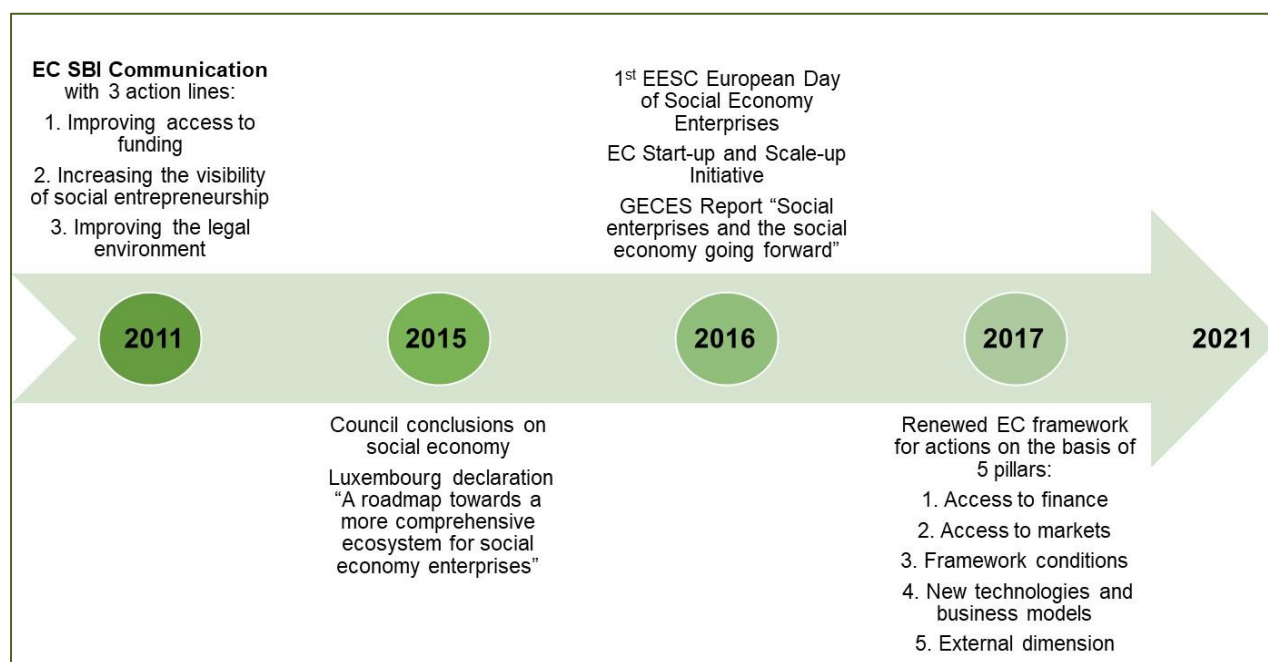 EC SBI Communication
with 3 action lines:
1. Improving access to
funding
2. Increasing the visibility
of social entrepreneurship
3. Improving the legal
environment
1st EESC European Day
of Social Economy
Enterprises
EC Start-up and Scale-up
Initiative
GECES Report “Social
enterprises and the social
economy going forward”
2011
2015
2016
2017
2021
Council conclusions on
social economy
Luxembourg declaration
“A roadmap towards a
more comprehensive
ecosystem for social
economy enterprises”
Renewed EC framework
for actions on the basis of
5 pillars:
1. Access to finance
2. Access to markets
3. Framework conditions
4. New technologies and
business models
5. External dimension